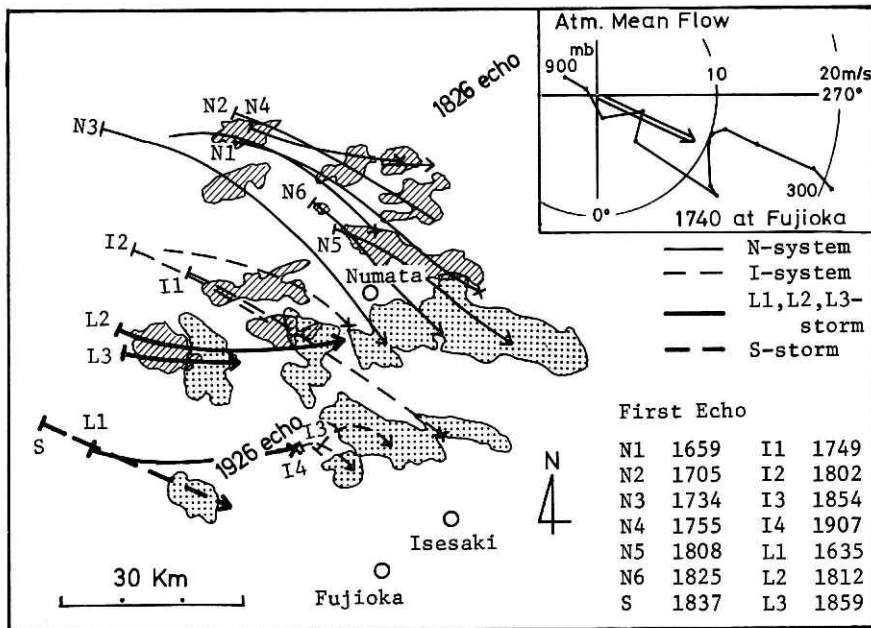 Atm. Mean Flow
mb
900
10
20m/s
270°
300
0°
1740 at Fujioka
1826 echo
N2 N4
N3
N1
N6
N5
Numata
I2
I1
L2
L3
L1
S
1926 echo
I3
I4
N
Isesaki
Fujioka
30 Km
N-system
I-system
L1,L2,L3-
storm
S-storm
First Echo
N1 1659 I1 1749
N2 1705 I2 1802
N3 1734 I3 1854
N4 1755 I4 1907
N5 1808 L1 1635
N6 1825 L2 1812
S 1837 L3 1859